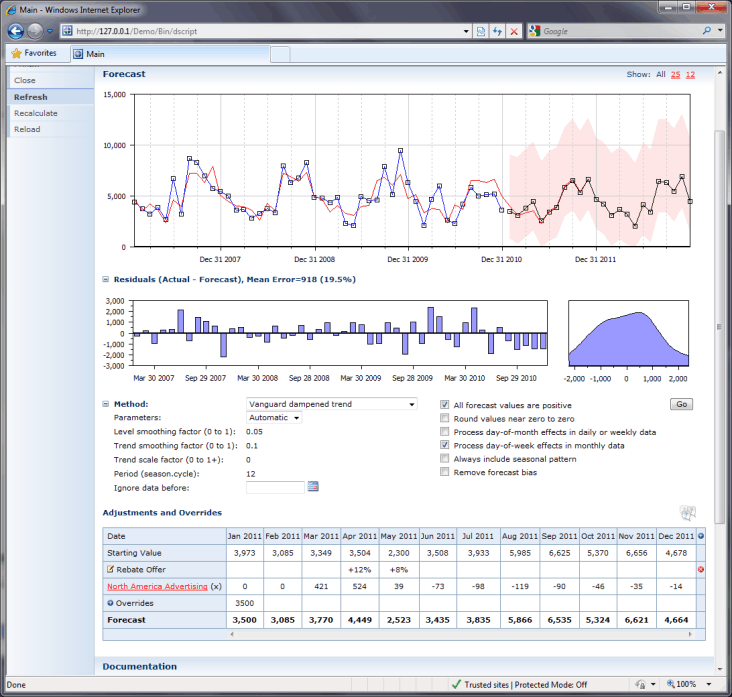 Main - Windows Internet Explorer
http://127.0.0.1/Demo/Bin/dscript
Google
Favorites
Main
Close
Refresh
Recalculate
Reload
Forecast
Show: All 25 12
15,000
10,000
5,000
0
Dec 31 2007 Dec 31 2008 Dec 31 2009 Dec 31 2010 Dec 31 2011
Residuals (Actual - Forecast), Mean Error=918 (19.5%)
3,000
2,000
1,000
0
-1,000
-2,000
-3,000
Mar 30 2007 Sep 29 2007 Mar 30 2008 Sep 28 2008 Mar 30 2009 Sep 28 2009 Mar 30 2010 Sep 29 2010
-2,000 -1,000 0 1,000 2,000
Method: Vanguard dampened trend
Parameters: Automatic
Level smoothing factor (0 to 1): 0.05
Trend smoothing factor (0 to 1): 0.1
Trend scale factor (0 to 1+): 0
Period (season.cycle): 12
Ignore data before:
All forecast values are positive
Go
Round values near zero to zero
Process day-of-month effects in daily or weekly data
Process day-of-week effects in monthly data
Always include seasonal pattern
Remove forecast bias
Adjustments and Overrides
Date Jan 2011 Feb 2011 Mar 2011 Apr 2011 May 2011 Jun 2011 Jul 2011 Aug 2011 Sep 2011 Oct 2011 Nov 2011 Dec 2011
Starting Value 3,973 3,085 3,349 3,504 2,300 3,508 3,933 5,985 6,625 5,370 6,656 4,678
Rebate Offer +12% +8%
North America Advertising (x) 0 0 421 524 39 -73 -98 -119 -90 -46 -35 -14
Overrides 3500
Forecast 3,500 3,085 3,770 4,449 2,523 3,435 3,835 5,866 6,535 5,324 6,621 4,664
Documentation
Done
Trusted sites | Protected Mode: Off
100%